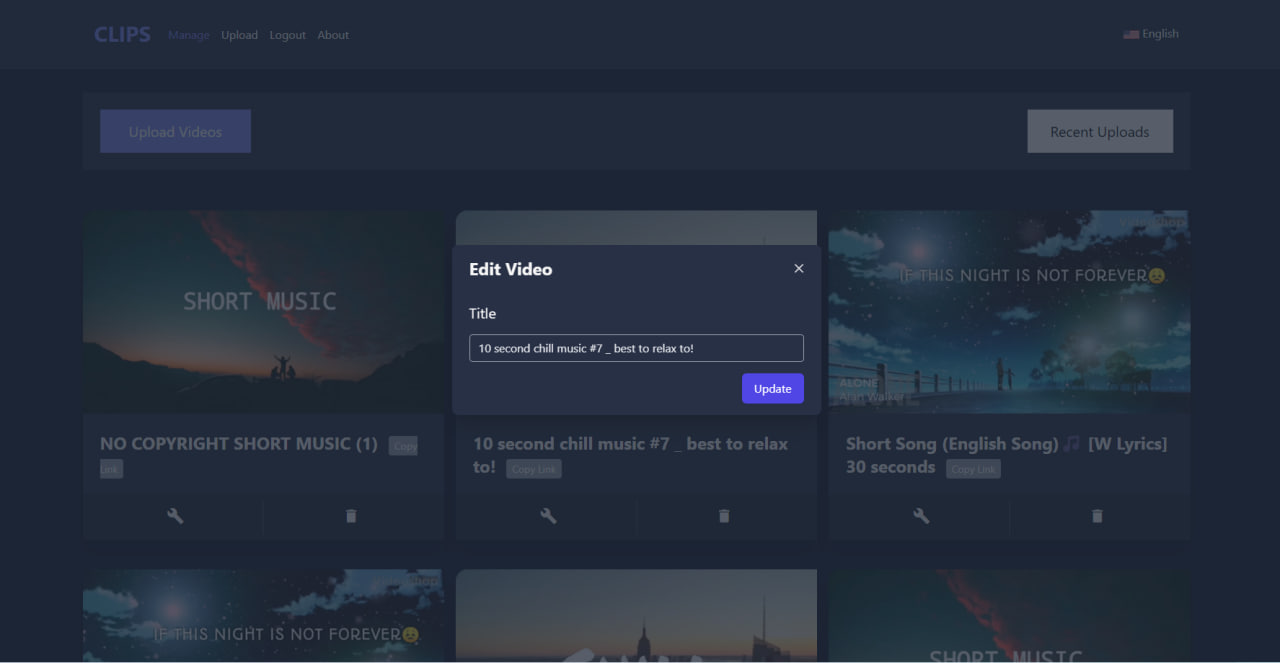 CLIPS Manage Upload Logout About English
Upload Videos Recent Uploads
SHORT MUSIC
IF THIS NIGHT IS NOT FOREVER😥
ALONE
Alan Walker
Edit Video ×
Title
10 second chill music #7 _ best to relax to!
Update
NO COPYRIGHT SHORT MUSIC (1) Copy
Link
10 second chill music #7 _ best to relax
to! Copy Link
Short Song (English Song)🎵 [W Lyrics]
30 seconds Copy Link
IF THIS NIGHT IS NOT FOREVER😥
SHORT MUSIC